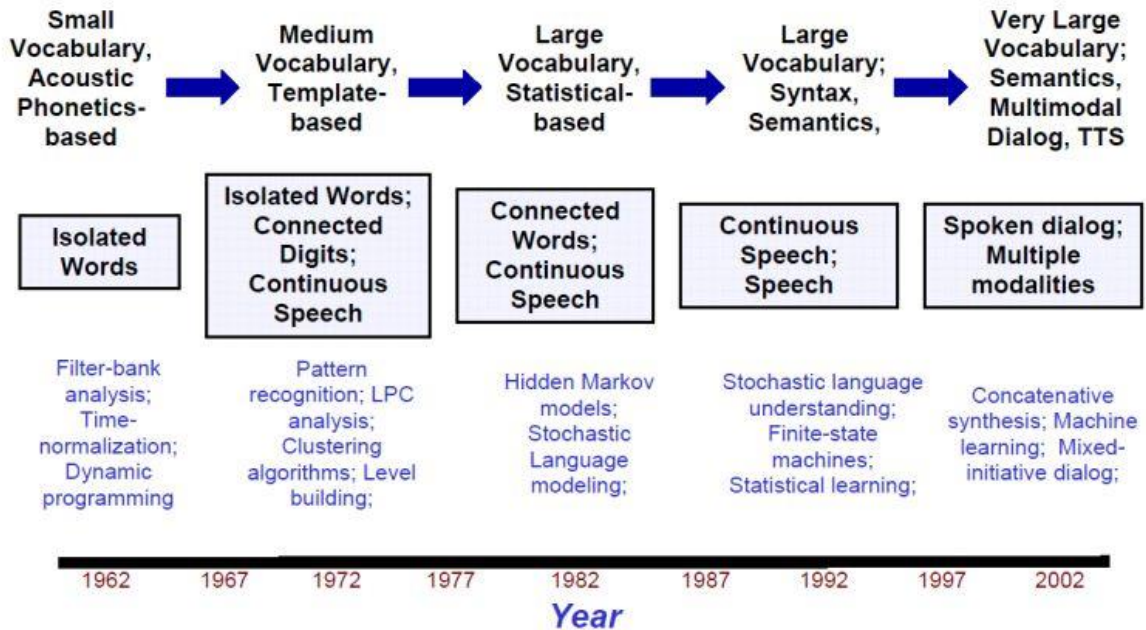 Small
Vocabulary,
Acoustic
Phonetics-
based
Medium
Vocabulary,
Template-
based
Large
Vocabulary,
Statistical-
based
Large
Vocabulary;
Syntax,
Semantics,
Very Large
Vocabulary;
Semantics,
Multimodal
Dialog, TTS
Isolated
Words
Isolated Words;
Connected
Digits;
Continuous
Speech
Connected
Words;
Continuous
Speech
Continuous
Speech;
Speech
Spoken dialog;
Multiple
modalities
Filter-bank
analysis;
Time-
normalization;
Dynamic
programming
Pattern
recognition; LPC
analysis;
Clustering
algorithms; Level
building;
Hidden Markov
models;
Stochastic
Language
modeling;
Stochastic language
understanding;
Finite-state
machines;
Statistical learning;
Concatenative
synthesis; Machine
learning; Mixed-
initiative dialog;
1962 1967 1972 1977 1982 1987 1992 1997 2002
Year